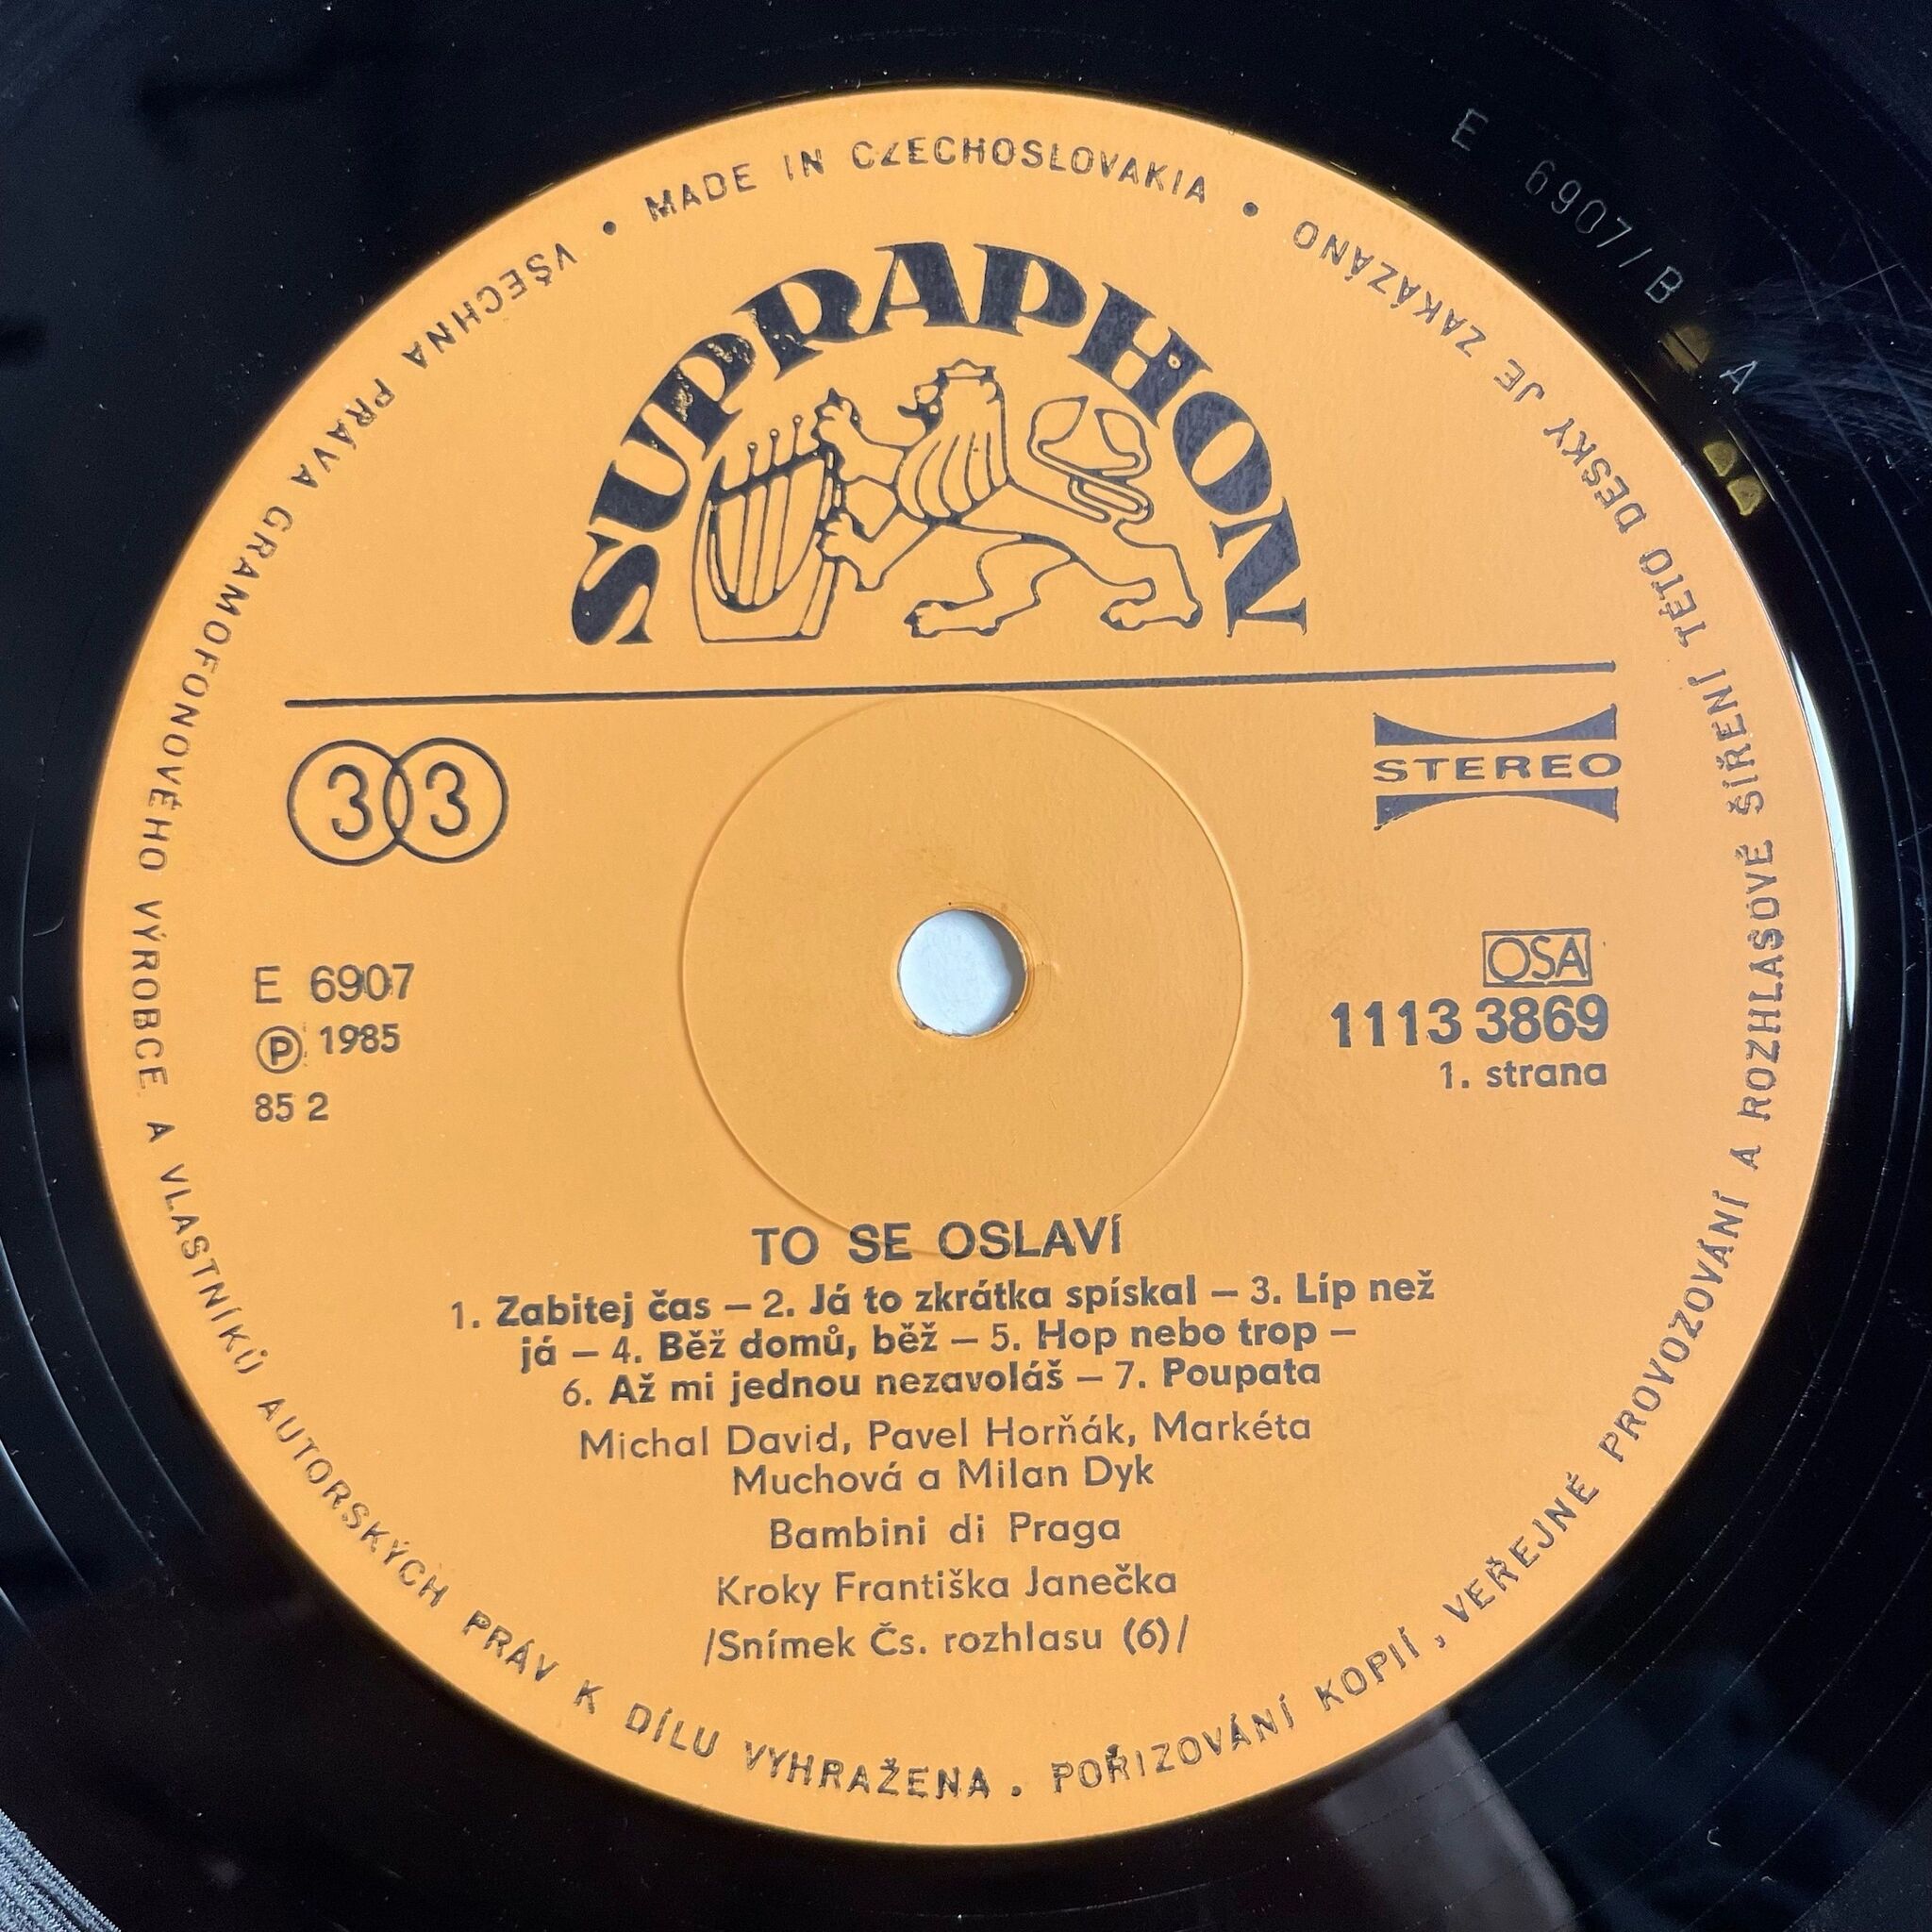 MADE IN CZECHOSLOVAKIA •
VŠECHNA PRÁVA GRAMOFONOVÉHO VÝROBCE A VLASTNÍKŮ AUTORSKÝCH PRÁV K DÍLU VYHRAŽENA . POŘIZOVÁNÍ KOPIÍ , VEŘEJNÉ PROVOZOVÁNÍ A ROZHLASOVÉ ŠÍŘENÍ TÉTO DESKY JE ZAKÁZÁNO •
E 6907/B A
SUPRAPHON
33
STEREO
E 6907
Ⓟ 1985
85 2
OSA
1113 3869
1. strana
TO SE OSLAVÍ
1. Zabitej čas – 2. Já to zkrátka spískal – 3. Líp než
já – 4. Běž domů, běž – 5. Hop nebo trop –
6. Až mi jednou nezavoláš – 7. Poupata
Michal David, Pavel Horňák, Markéta
Muchová a Milan Dyk
Bambini di Praga
Kroky Františka Janečka
/Snímek Čs. rozhlasu (6)/